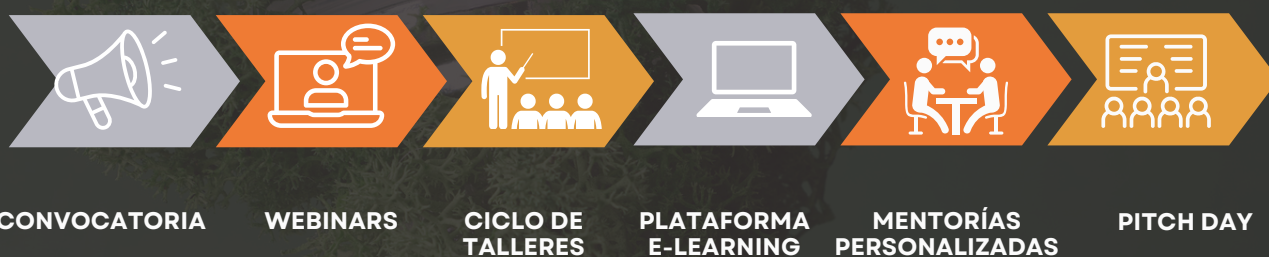 CONVOCATORIA
WEBINARS
CICLO DE
TALLERES
PLATAFORMA
E-LEARNING
MENTORÍAS
PERSONALIZADAS
PITCH DAY